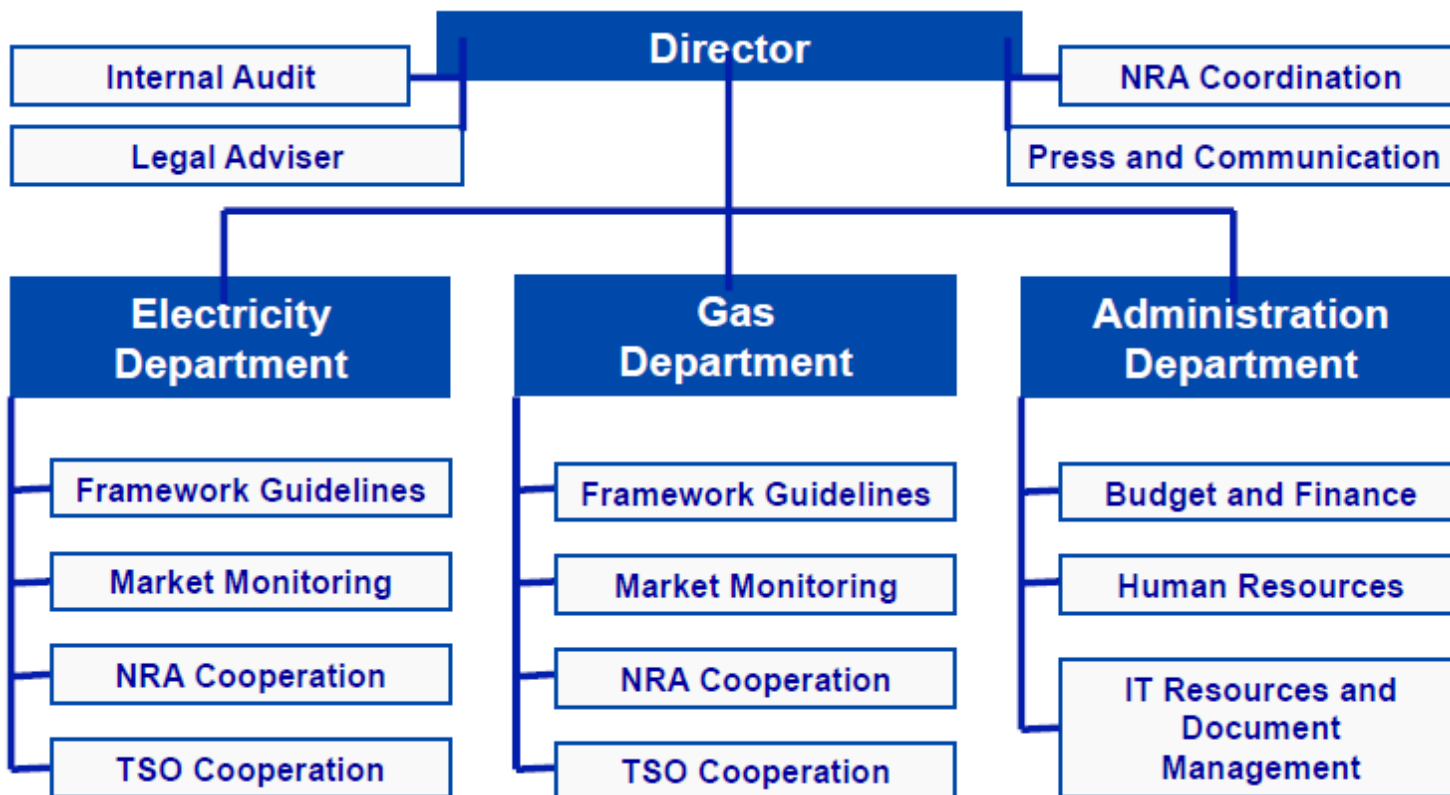 Director
Internal Audit
NRA Coordination
Legal Adviser
Press and Communication
Electricity
Department
Gas
Department
Administration
Department
Framework Guidelines
Market Monitoring
NRA Cooperation
TSO Cooperation
Framework Guidelines
Market Monitoring
NRA Cooperation
TSO Cooperation
Budget and Finance
Human Resources
IT Resources and
Document
Management